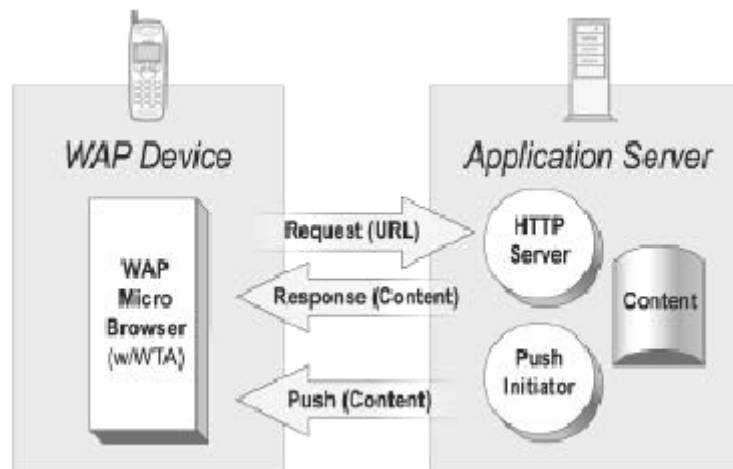 WAP Device
Application Server
WAP
Micro
Browser
(w/WTA)
Request (URL)
Response (Content)
Push (Content)
HTTP
Server
Content
Push
Initiator